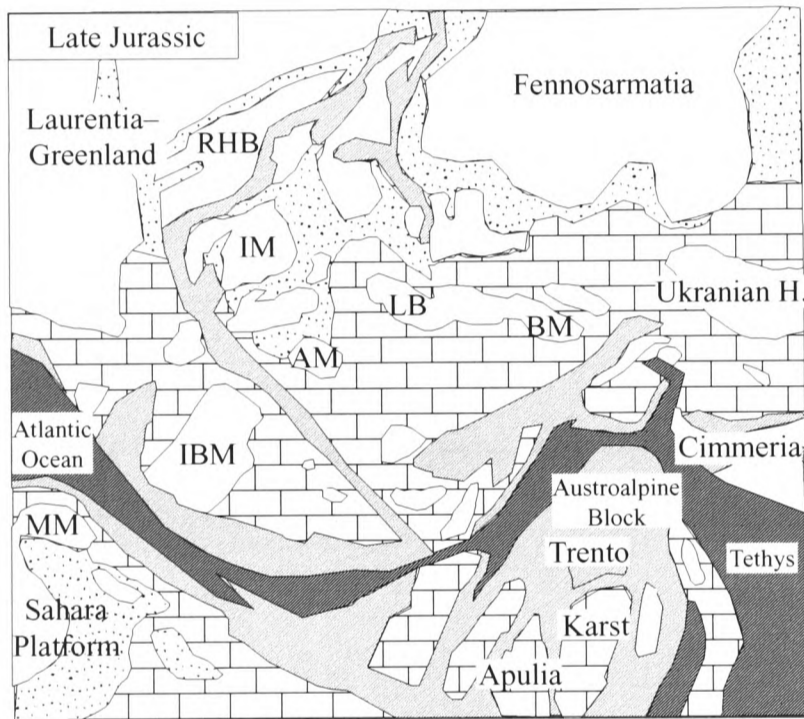 Late Jurassic
Laurentia–
Greenland
RHB
Fennosarmatia
IM
LB
BM
Ukranian H.
AM
Atlantic
Ocean
IBM
Cimmeria
MM
Austroalpine
Block
Trento
Tethys
Sahara
Platform
Karst
Apulia